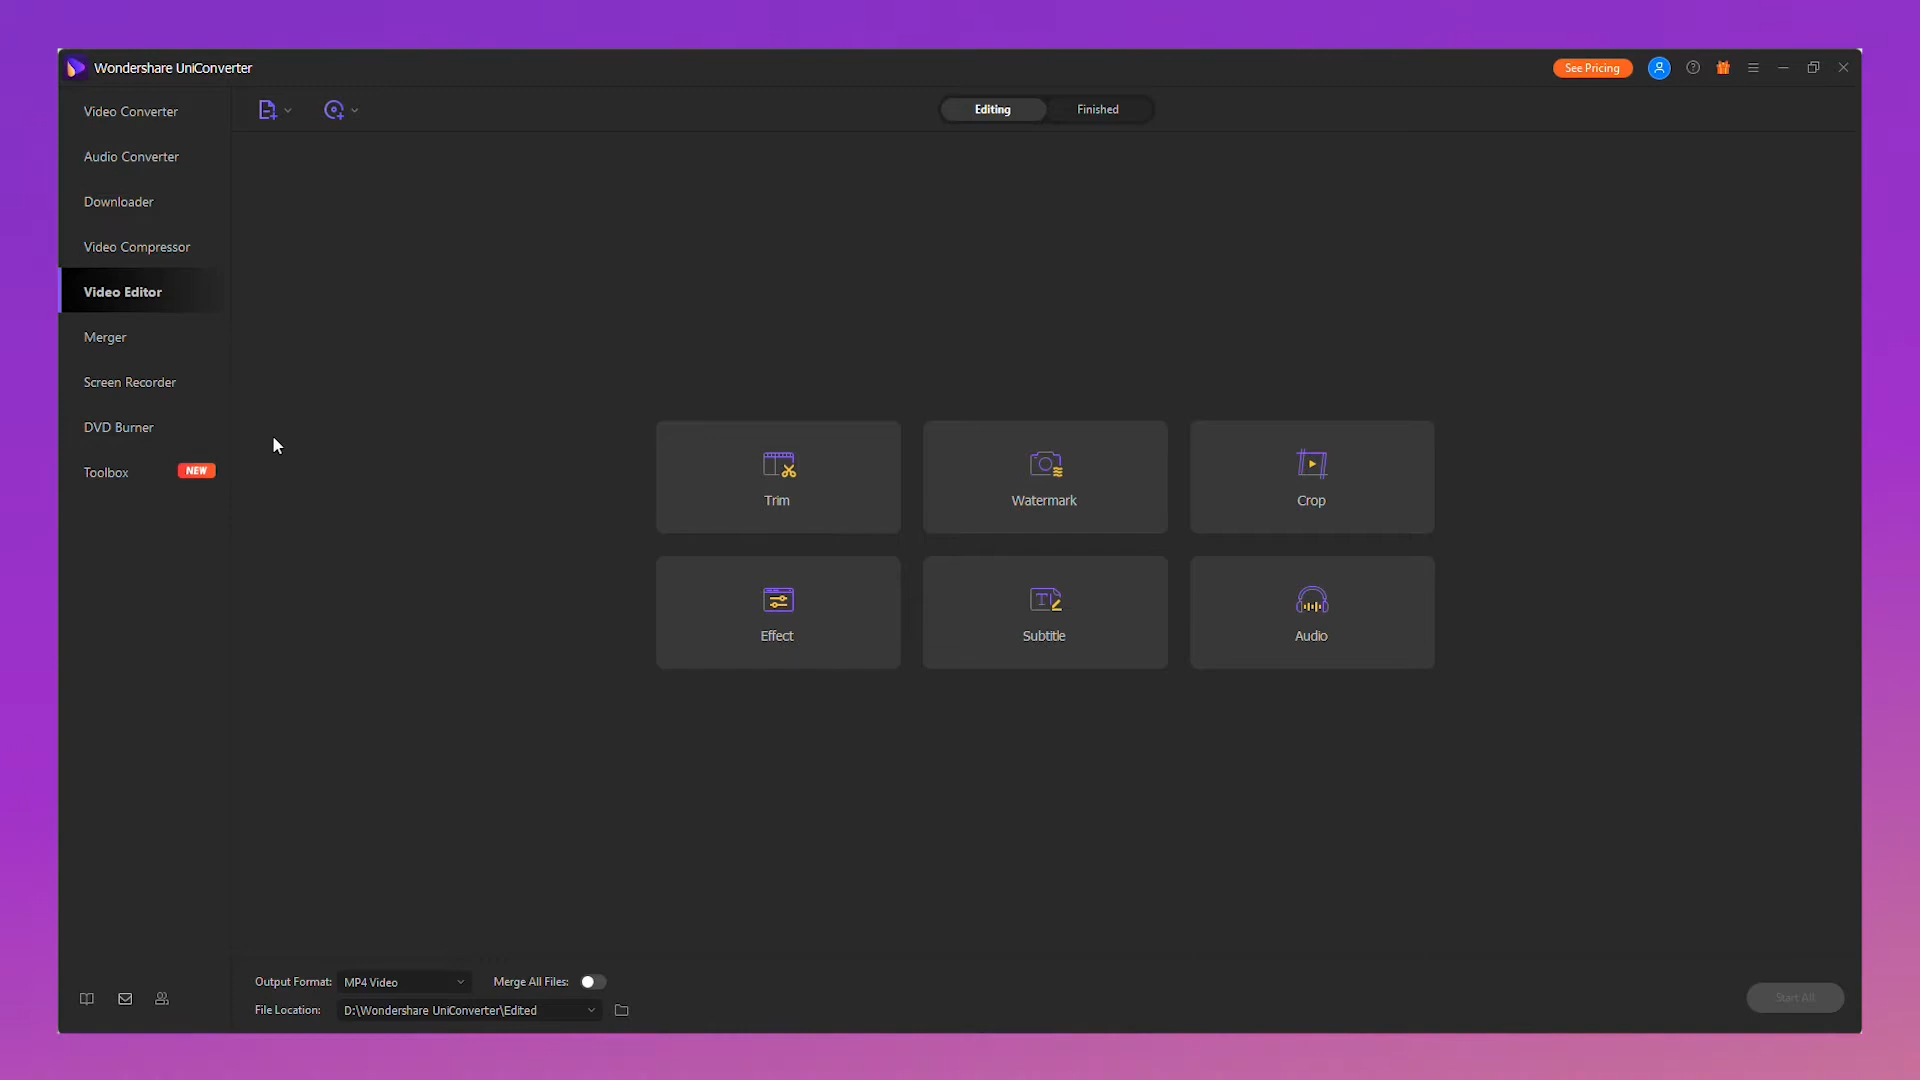 Wondershare UniConverter
See Pricing
Video Converter
Editing
Finished
Audio Converter
Downloader
Video Compressor
Video Editor
Merger
Screen Recorder
DVD Burner
Toolbox
NEW
Trim
Watermark
Crop
Effect
Subtitle
Audio
Output Format:
MP4 Video
Merge All Files:
File Location:
D:\Wondershare UniConverter\Edited
Start All